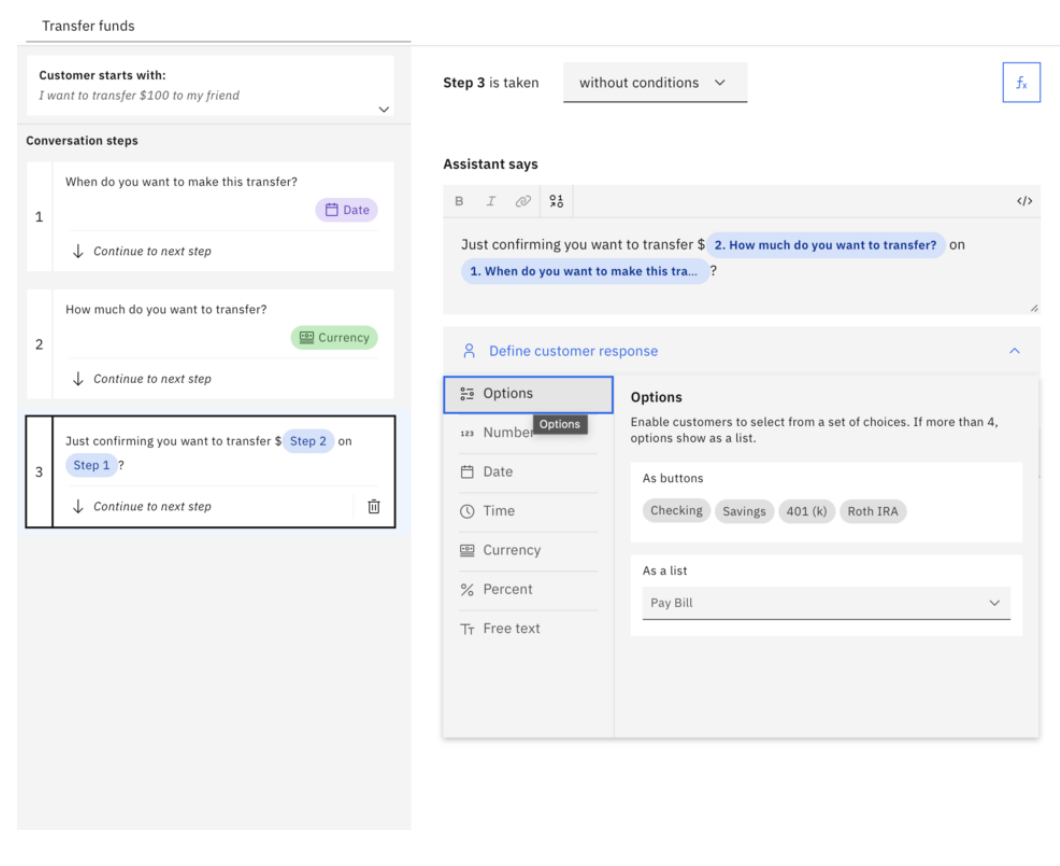 Transfer funds
Customer starts with:
I want to transfer $100 to my friend
Conversation steps
1
When do you want to make this transfer?
Date
Continue to next step
2
How much do you want to transfer?
Currency
Continue to next step
3
Just confirming you want to transfer $ Step 2 on
Step 1 ?
Continue to next step
Step 3 is taken without conditions
fx
Assistant says
B I </>
Just confirming you want to transfer $ 2. How much do you want to transfer? on
1. When do you want to make this tra... ?
Define customer response
Options
Options
123 Number
Date
Time
Currency
% Percent
TT Free text
Options
Enable customers to select from a set of choices. If more than 4,
options show as a list.
As buttons
Checking Savings 401 (k) Roth IRA
As a list
Pay Bill